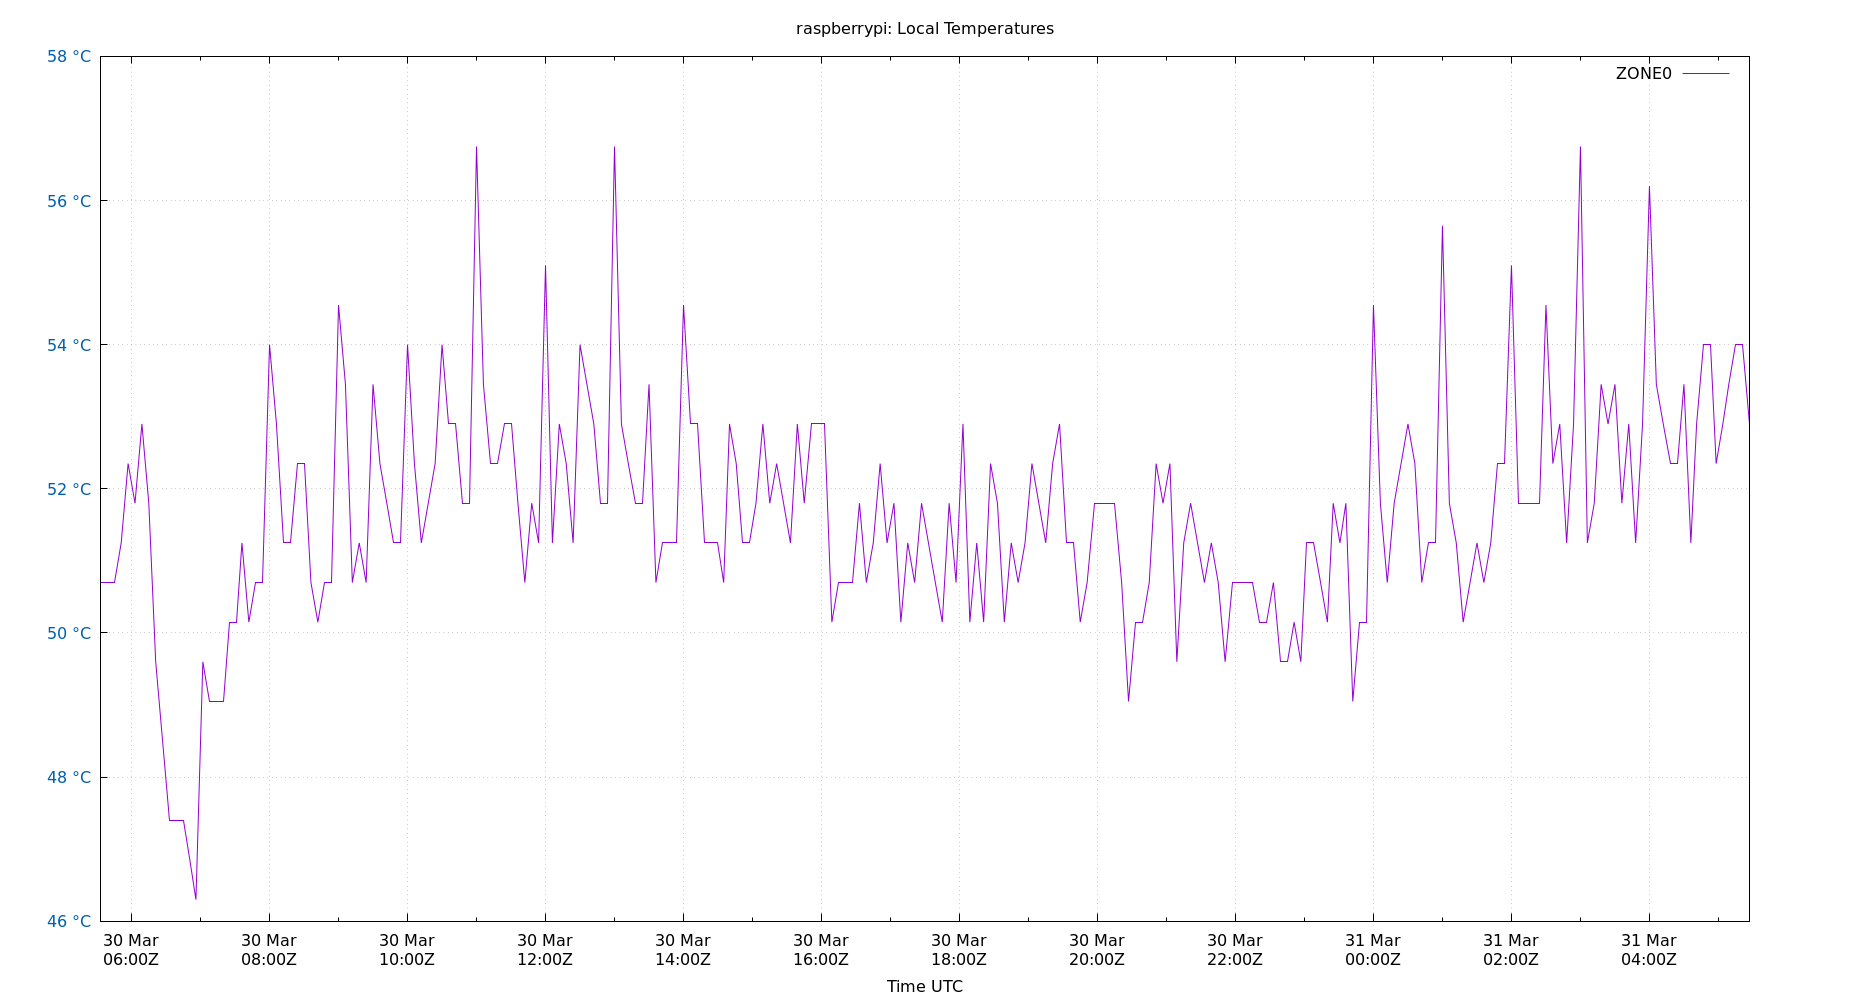 raspberrypi: Local Temperatures
ZONE0
58 °C
56 °C
54 °C
52 °C
50 °C
48 °C
46 °C
30 Mar 30 Mar 30 Mar 30 Mar 30 Mar 30 Mar 30 Mar 30 Mar 30 Mar 31 Mar 31 Mar 31 Mar
06:00Z 08:00Z 10:00Z 12:00Z 14:00Z 16:00Z 18:00Z 20:00Z 22:00Z 00:00Z 02:00Z 04:00Z
Time UTC